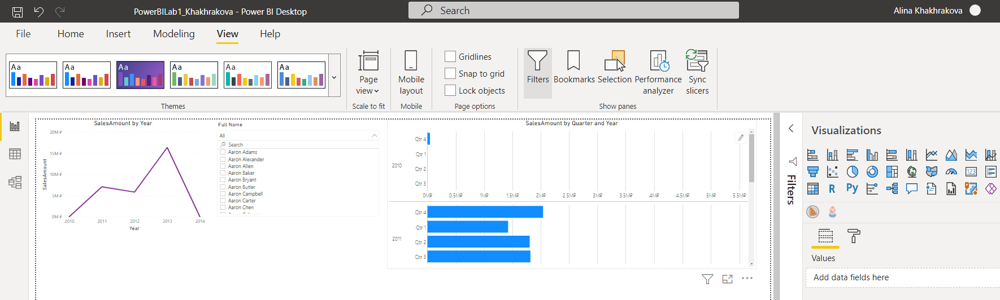 PowerBILab1_Khakhrakova - Power BI Desktop
Search
Alina Khakhrakova
File Home Insert Modeling View Help
Aa Aa Aa Aa Aa Aa
Themes
Page view
Scale to fit
Mobile layout
Mobile
Gridlines
Snap to grid
Lock objects
Page options
Filters
Bookmarks
Selection
Performance analyzer
Sync slicers
Show panes
SalesAmount by Year
20M ₽
15M ₽
10M ₽
5M ₽
0M ₽
SalesAmount
2010 2011 2012 2013 2014
Year
Full Name
All
Search
Aaron Adams
Aaron Alexander
Aaron Allen
Aaron Baker
Aaron Bryant
Aaron Butler
Aaron Campbell
Aaron Carter
Aaron Chen
SalesAmount by Quarter and Year
2010
Qtr 4
Qtr 1
Qtr 2
Qtr 3
0M₽ 0.5M₽ 1M₽ 1.5M₽ 2M₽ 2.5M₽ 3M₽ 3.5M₽ 4M₽ 4.5M₽ 5M₽ 5.5M₽
2011
Qtr 4
Qtr 1
Qtr 2
Qtr 3
Filters
Visualizations
123
R
Py
Values
Add data fields here